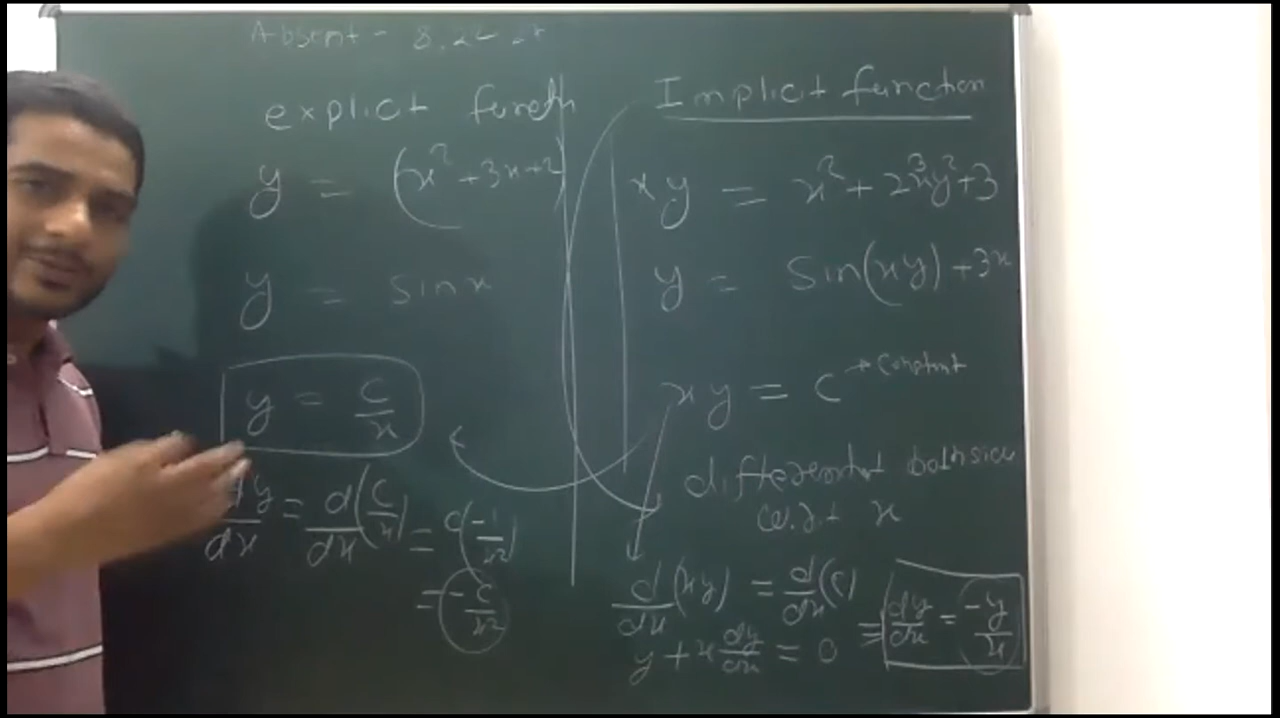 Absent - 8,
explicit functn
y = (x² + 3x + 2)
y = sin x
y = c/x
dy/dx = d/dx(c/x) = c(-1/x²)
= -c/x²
Implicit function
xy = x² + 2x³y² + 3
y = Sin(xy) + 3x
xy = c → constant
differentiat both side
w.r.t x
d/dx(xy) = d/dx(c)
y + x dy/dx = 0 = dy/dx = -y/x